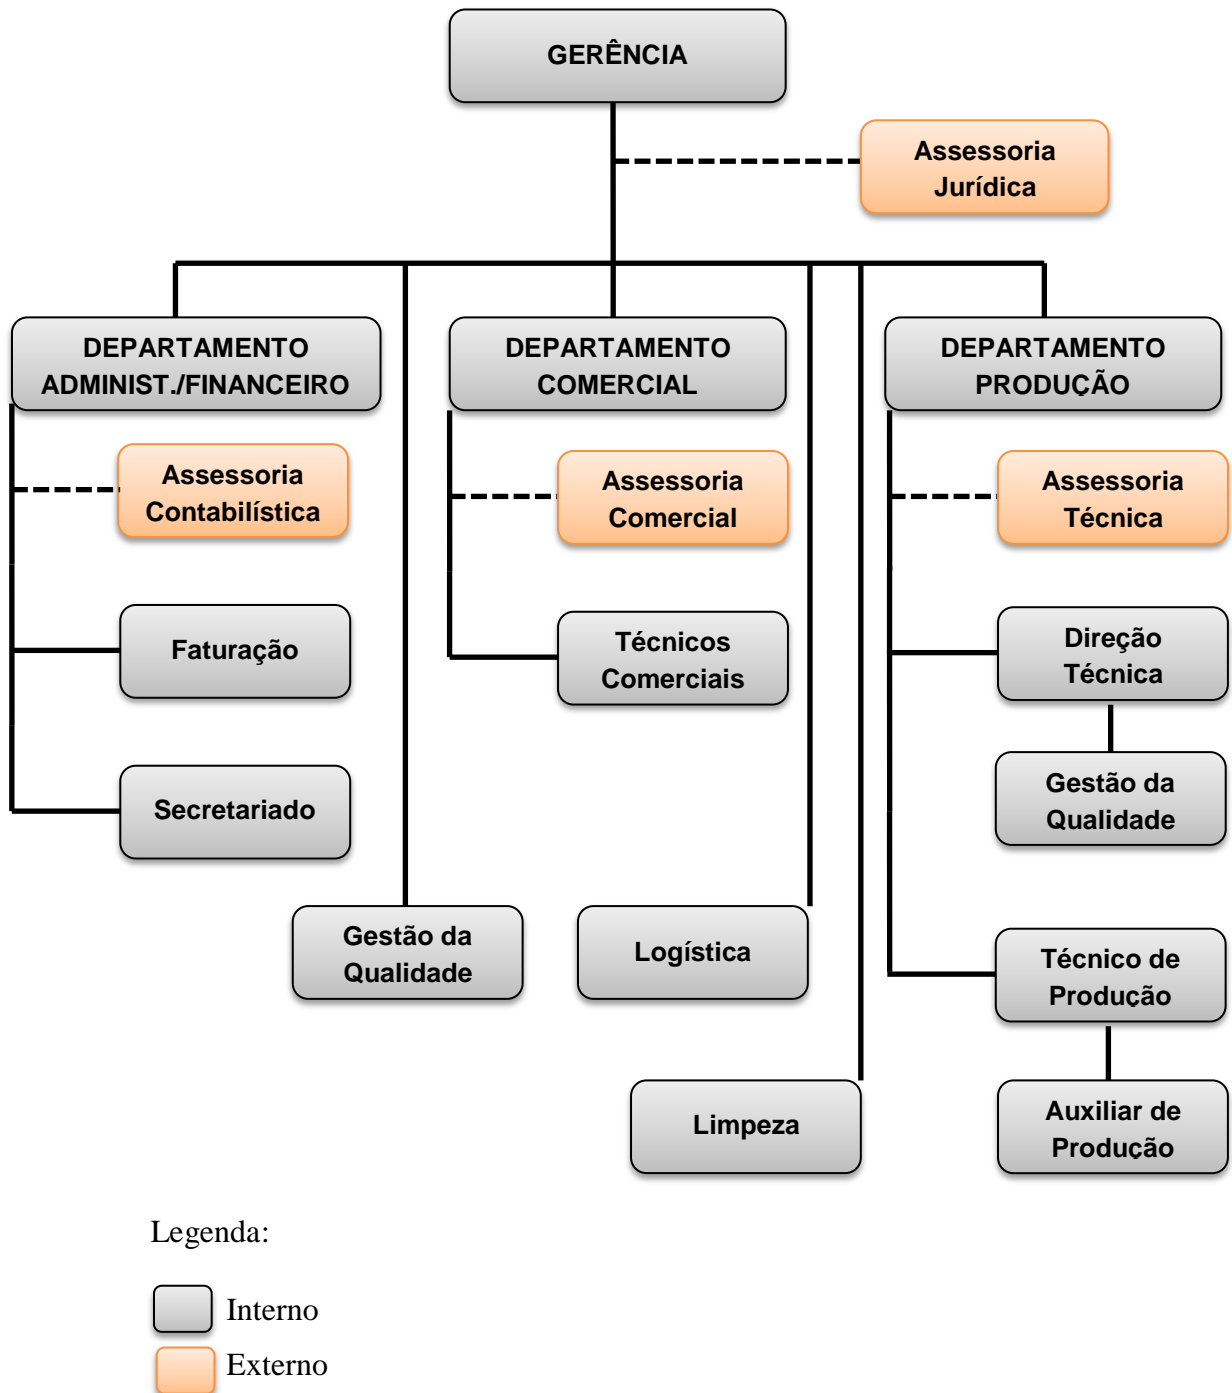 GERÊNCIA
Assessoria
Jurídica
DEPARTAMENTO
ADMINIST./FINANCEIRO
DEPARTAMENTO
COMERCIAL
DEPARTAMENTO
PRODUÇÃO
Assessoria
Contabilística
Assessoria
Comercial
Assessoria
Técnica
Faturação
Técnicos
Comerciais
Direção
Técnica
Secretariado
Gestão da
Qualidade
Gestão da
Qualidade
Logística
Técnico de
Produção
Limpeza
Auxiliar de
Produção
Legenda:
Interno
Externo